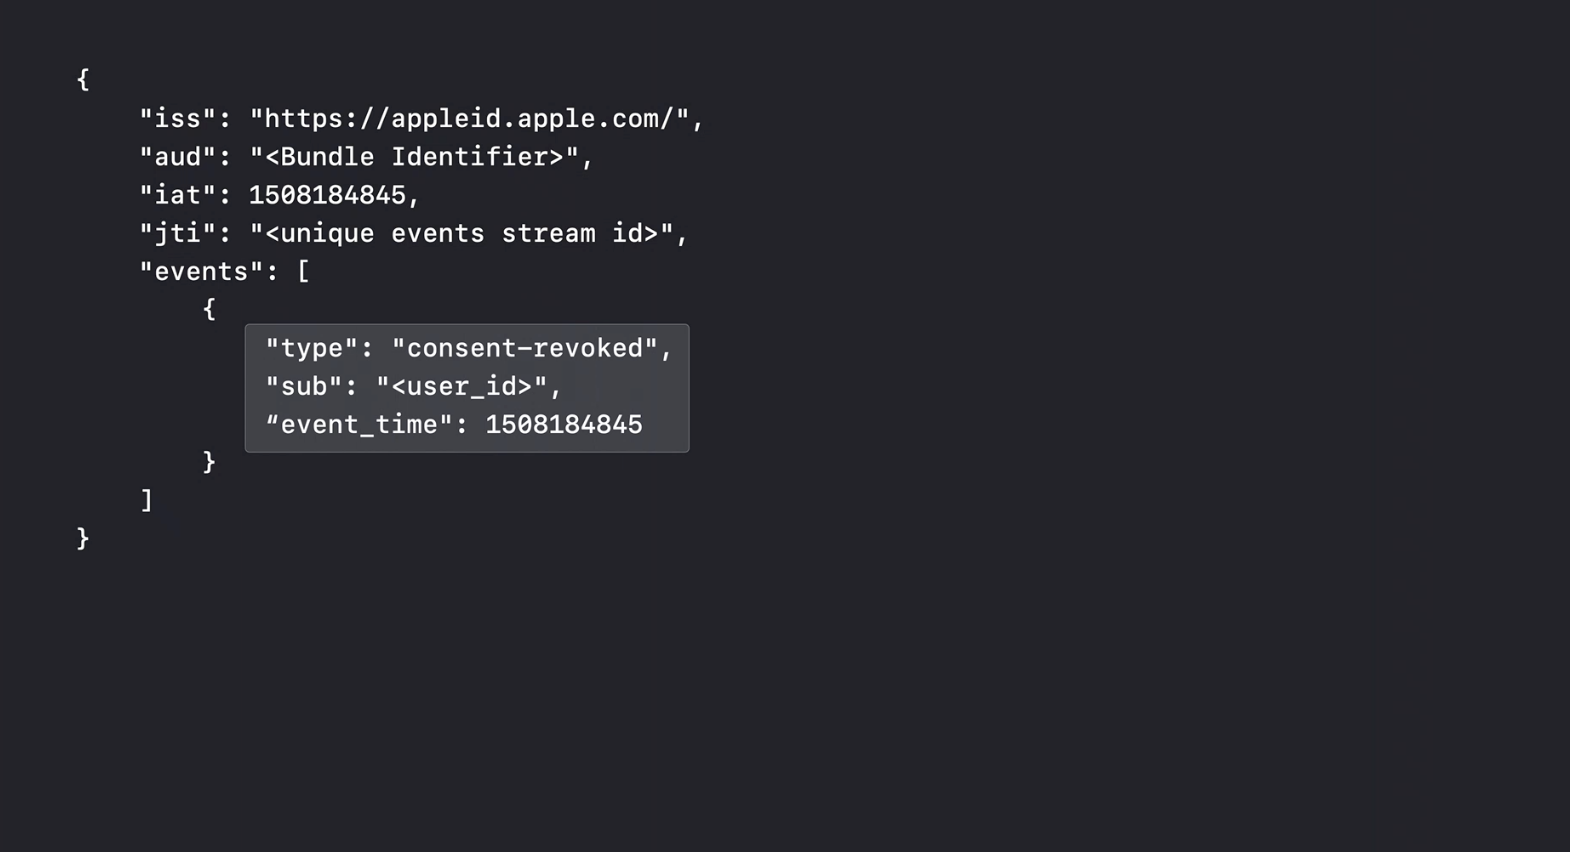 {
"iss": "https://appleid.apple.com/",
"aud": "<Bundle Identifier>",
"iat": 1508184845,
"jti": "<unique events stream id>",
"events": [
{
"type": "consent-revoked",
"sub": "<user_id>",
“event_time": 1508184845
}
]
}